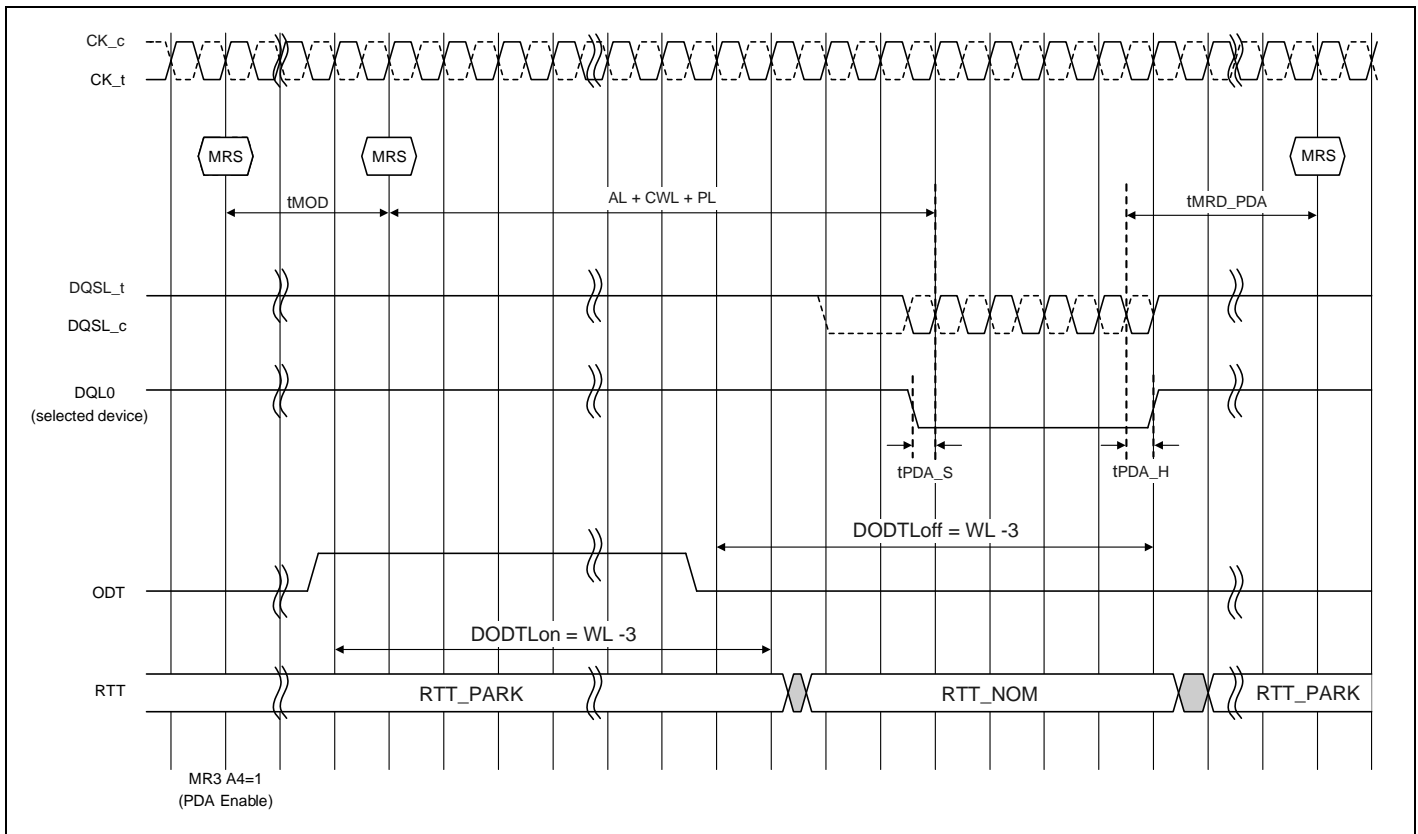 CK_c
CK_t
MRS
MRS
MRS
tMOD
AL + CWL + PL
tMRD_PDA
DQSL_t
DQSL_c
DQL0
(selected device)
tPDA_S
tPDA_H
DODTLoff = WL -3
ODT
DODTLon = WL -3
RTT
RTT_PARK
RTT_NOM
RTT_PARK
MR3 A4=1
(PDA Enable)